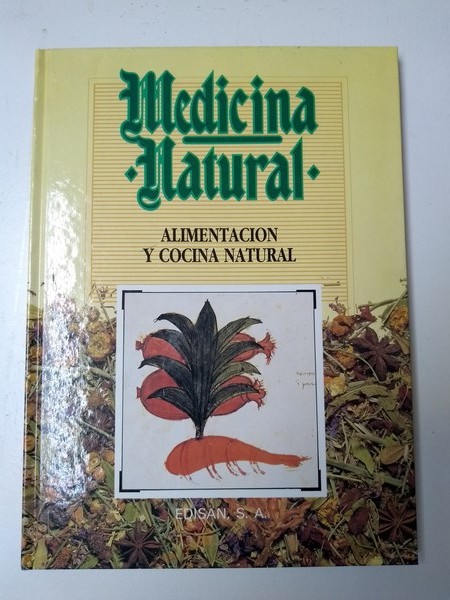 Medicina
·Natural·
ALIMENTACION
Y COCINA NATURAL
EDISAN, S. A.